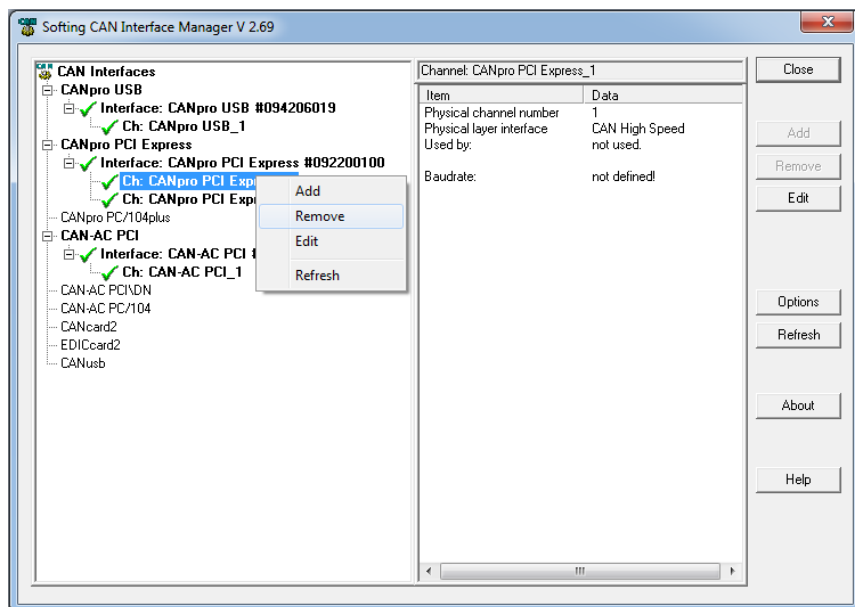 Softing CAN Interface Manager V 2.69
CAN Interfaces
CANpro USB
Interface: CANpro USB #094206019
Ch: CANpro USB_1
CANpro PCI Express
Interface: CANpro PCI Express #092200100
Ch: CANpro PCI
Ch: CANpro PCI
CANpro PC/104plus
CAN-AC PCI
Interface: CAN-AC PCI
Ch: CAN-AC PCI_1
CAN-AC PCI\DN
CAN-AC PC/104
CANcard2
EDICcard2
CANusb
Add
Remove
Edit
Refresh
Channel: CANpro PCI Express_1
Item Data
Physical channel number 1
Physical layer interface CAN High Speed
Used by: not used.
Baudrate: not defined!
Close
Add
Remove
Edit
Options
Refresh
About
Help